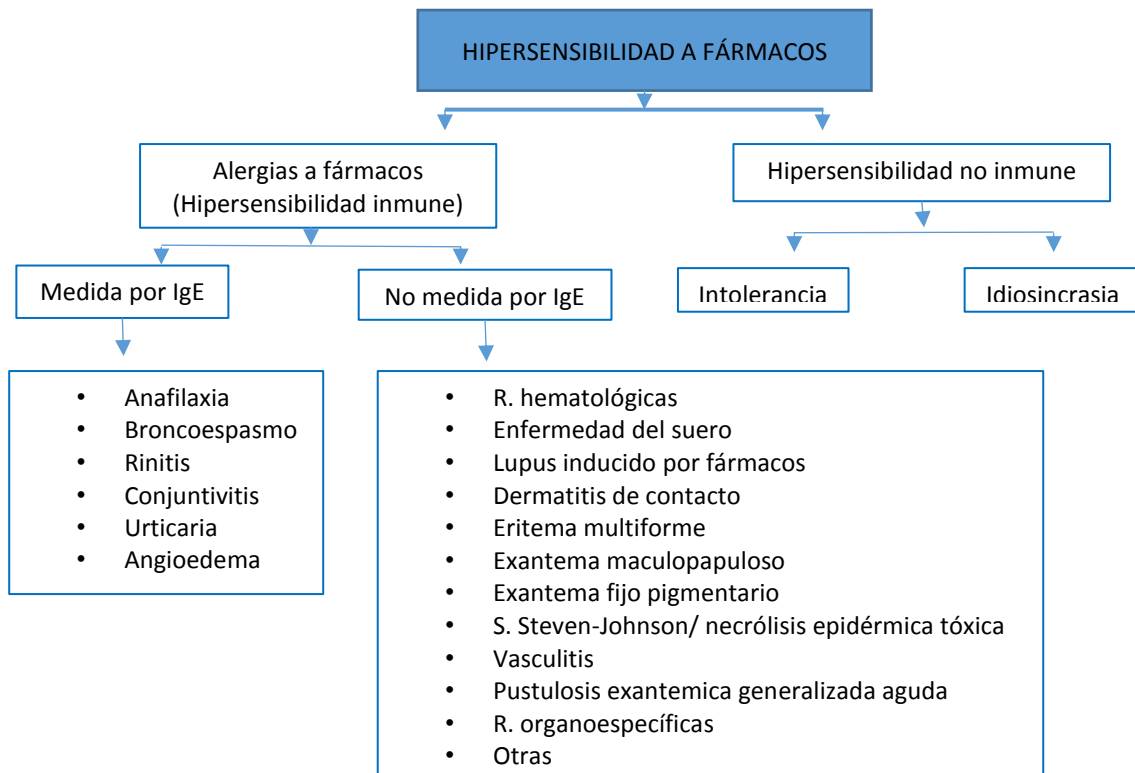 HIPERSENSIBILIDAD A FÁRMACOS
Alergias a fármacos
(Hipersensibilidad inmune)
Hipersensibilidad no inmune
Medida por IgE
No medida por IgE
Intolerancia
Idiosincrasia
• Anafilaxia
• Broncoespasmo
• Rinitis
• Conjuntivitis
• Urticaria
• Angioedema
• R. hematológicas
• Enfermedad del suero
• Lupus inducido por fármacos
• Dermatitis de contacto
• Eritema multiforme
• Exantema maculopapuloso
• Exantema fijo pigmentario
• S. Steven-Johnson/ necrólisis epidérmica tóxica
• Vasculitis
• Pustulosis exantemica generalizada aguda
• R. organoespecíficas
• Otras